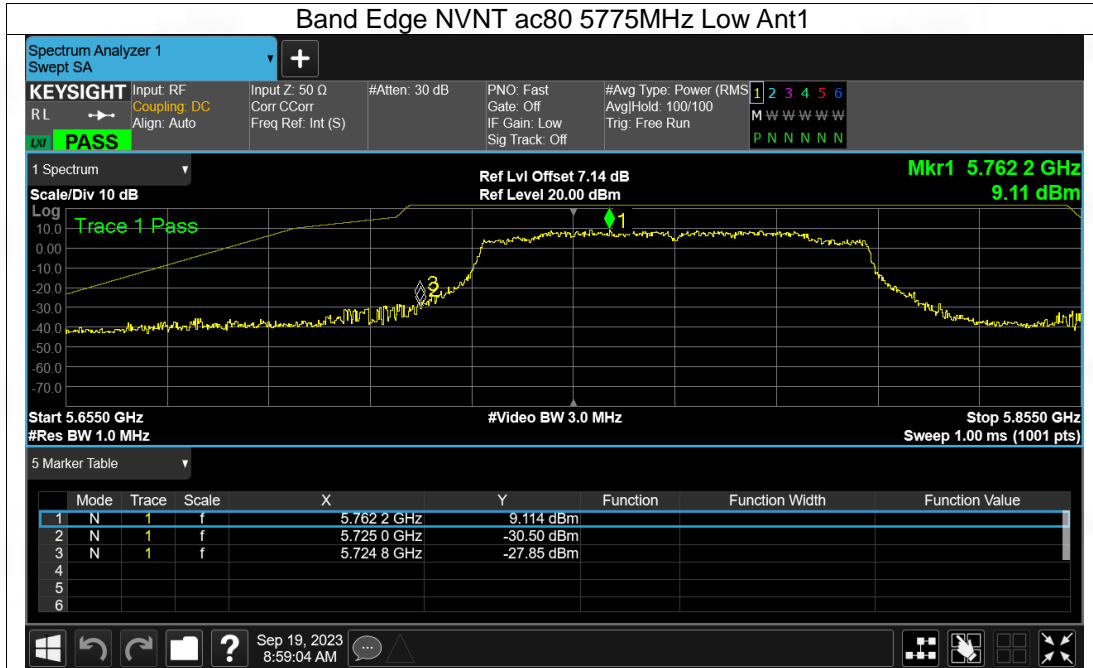 Band Edge NVNT ac80 5775MHz Low Ant1
Spectrum Analyzer 1
Swept SA
+
KEYSIGHT Input: RF Input Z: 50 Ω #Atten: 30 dB PNO: Fast #Avg Type: Power (RMS 1 2 3 4 5 6
RL Coupling: DC Corr CCorr Gate: Off Avg|Hold: 100/100 M W W W W W
Align: Auto Freq Ref: Int (S) IF Gain: Low Trig: Free Run
LXI PASS Sig Track: Off P N N N N N
1 Spectrum Ref Lvl Offset 7.14 dB Mkr1 5.762 2 GHz
Scale/Div 10 dB Ref Level 20.00 dBm 9.11 dBm
Log
Trace 1 Pass 1
10.0
0.00
-10.0
-20.0 3
-30.0
-40.0
-50.0
-60.0
-70.0
Start 5.6550 GHz #Video BW 3.0 MHz Stop 5.8550 GHz
#Res BW 1.0 MHz Sweep 1.00 ms (1001 pts)
5 Marker Table
Mode Trace Scale X Y Function Function Width Function Value
1 N 1 f 5.762 2 GHz 9.114 dBm
2 N 1 f 5.725 0 GHz -30.50 dBm
3 N 1 f 5.724 8 GHz -27.85 dBm
4
5
6
? Sep 19, 2023
8:59:04 AM